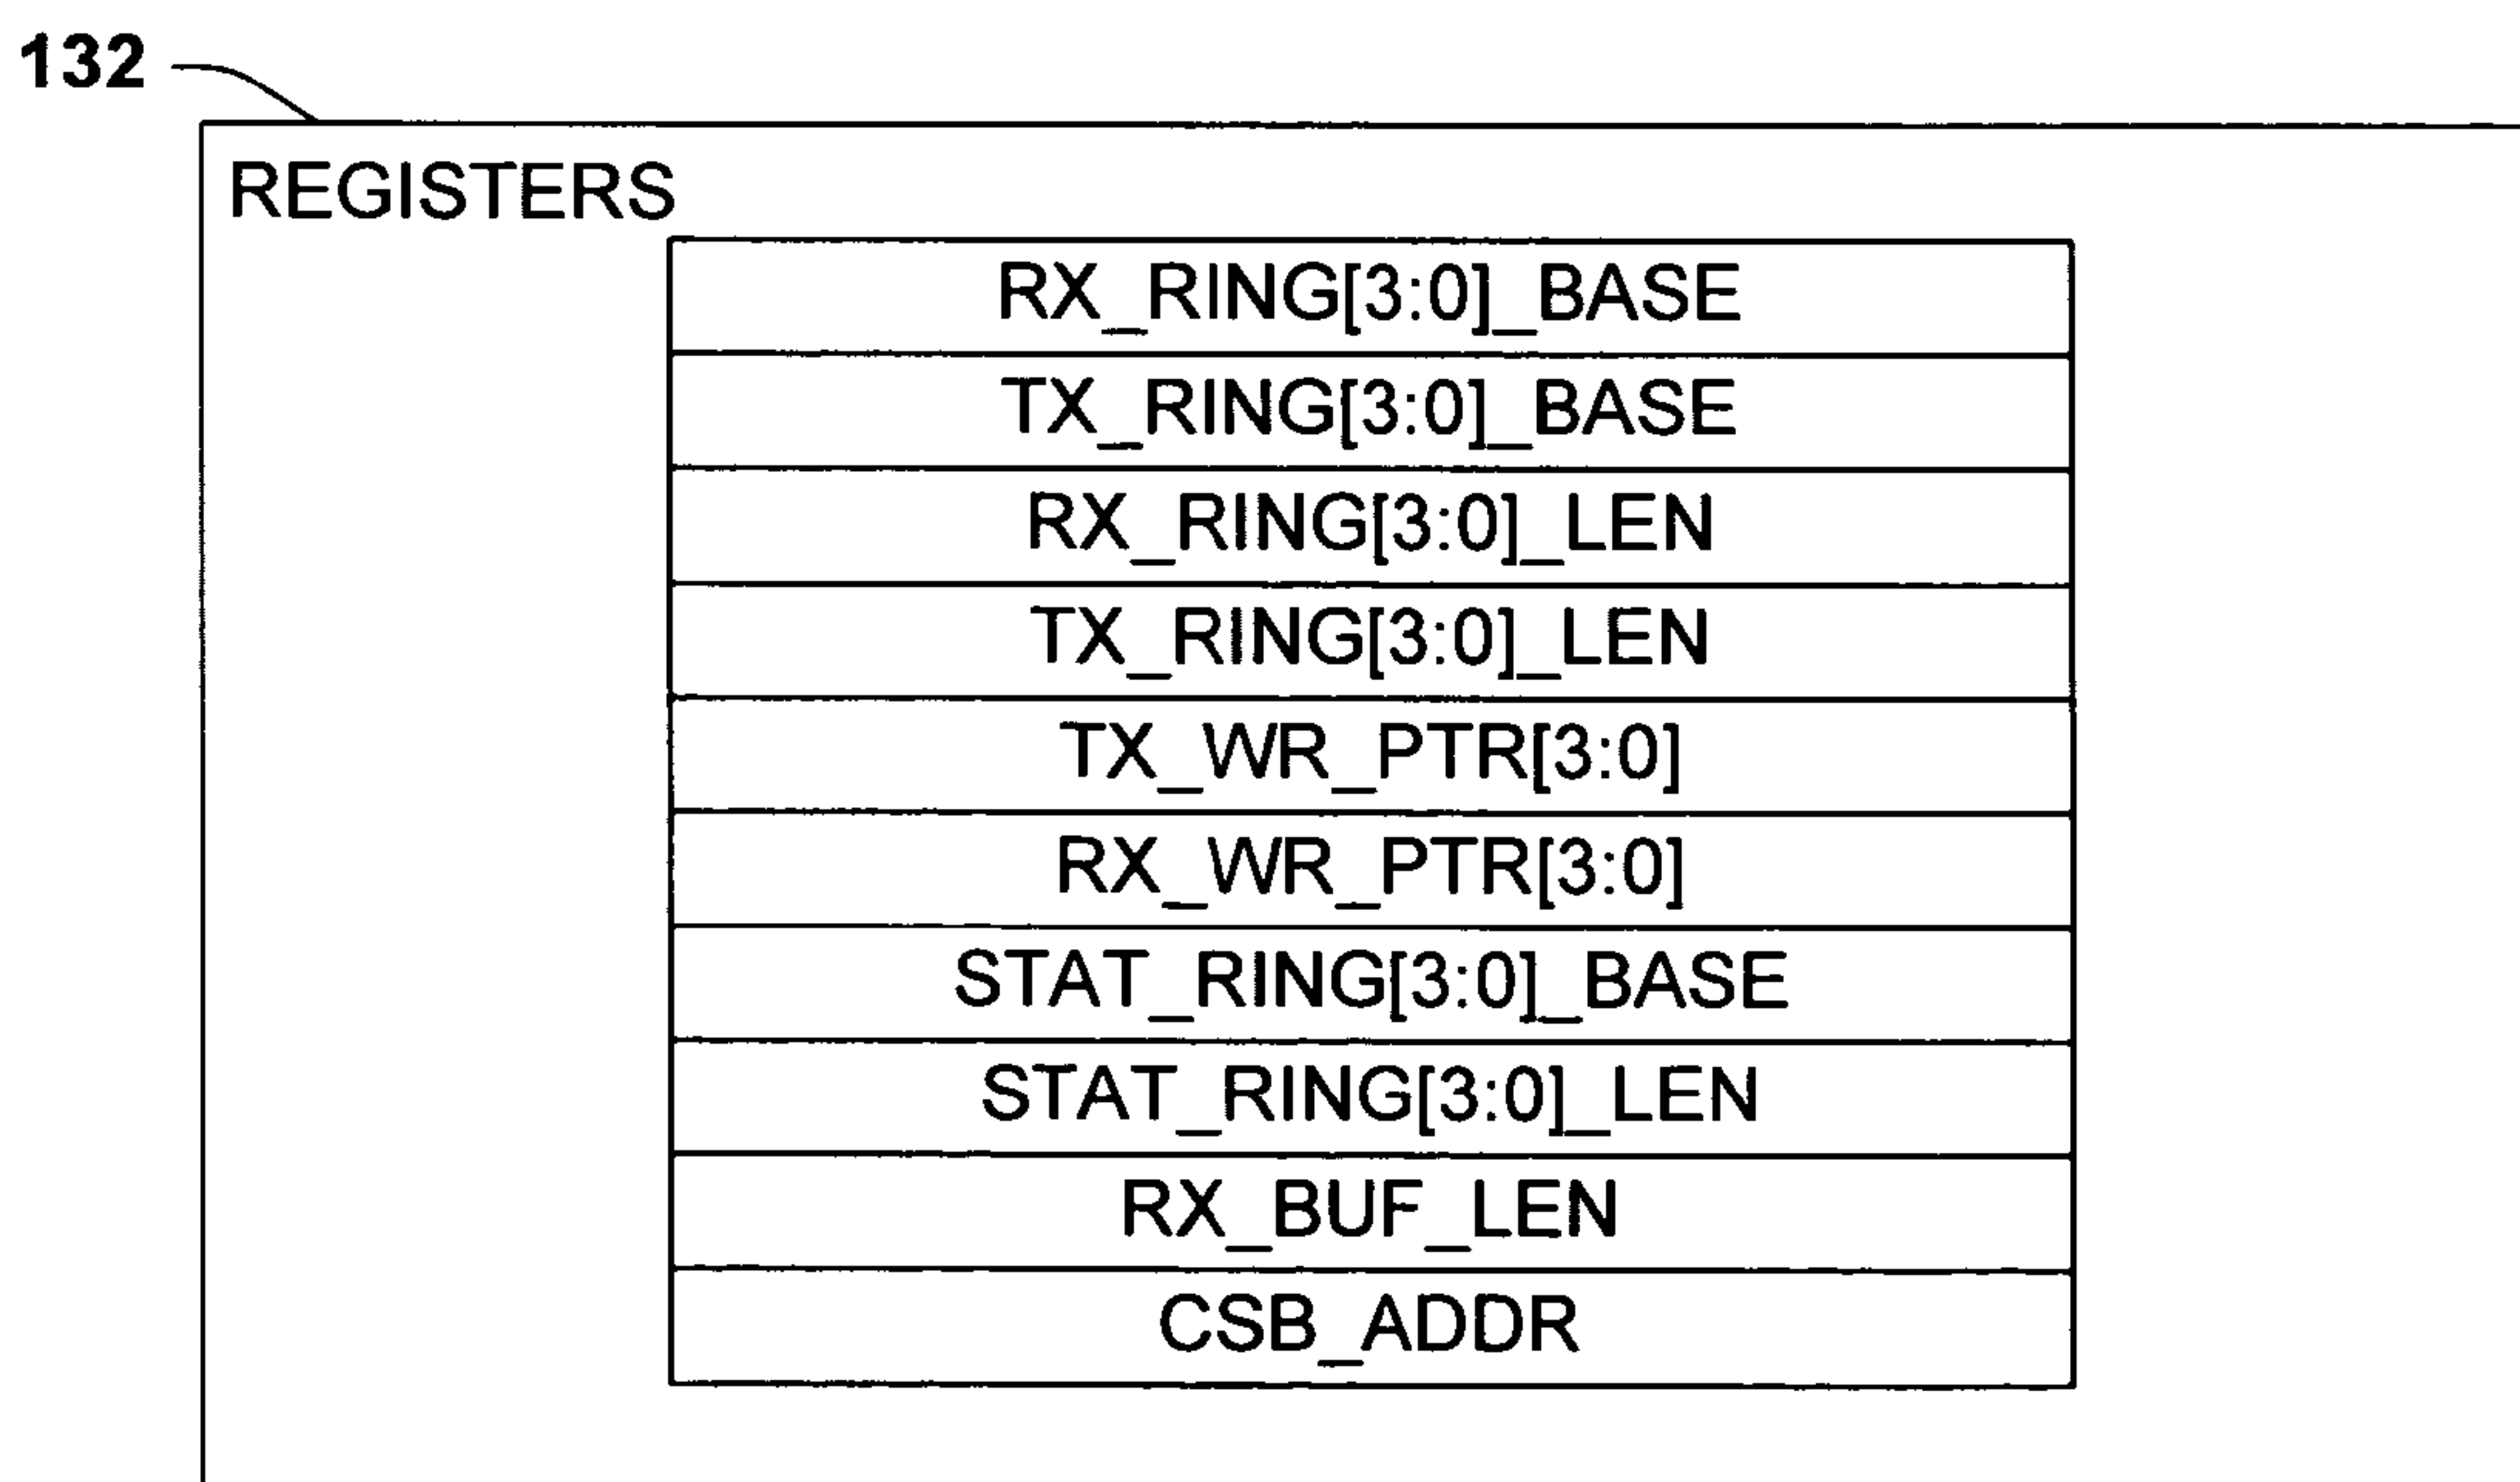 132
REGISTERS
RX_RING[3:0]_BASE
TX_RING[3:0]_BASE
RX_RING[3:0]_LEN
TX_RING[3:0]_LEN
TX_WR_PTR[3:0]
RX_WR_PTR[3:0]
STAT_RING[3:0]_BASE
STAT_RING[3:0]_LEN
RX_BUF_LEN
CSB_ADDR